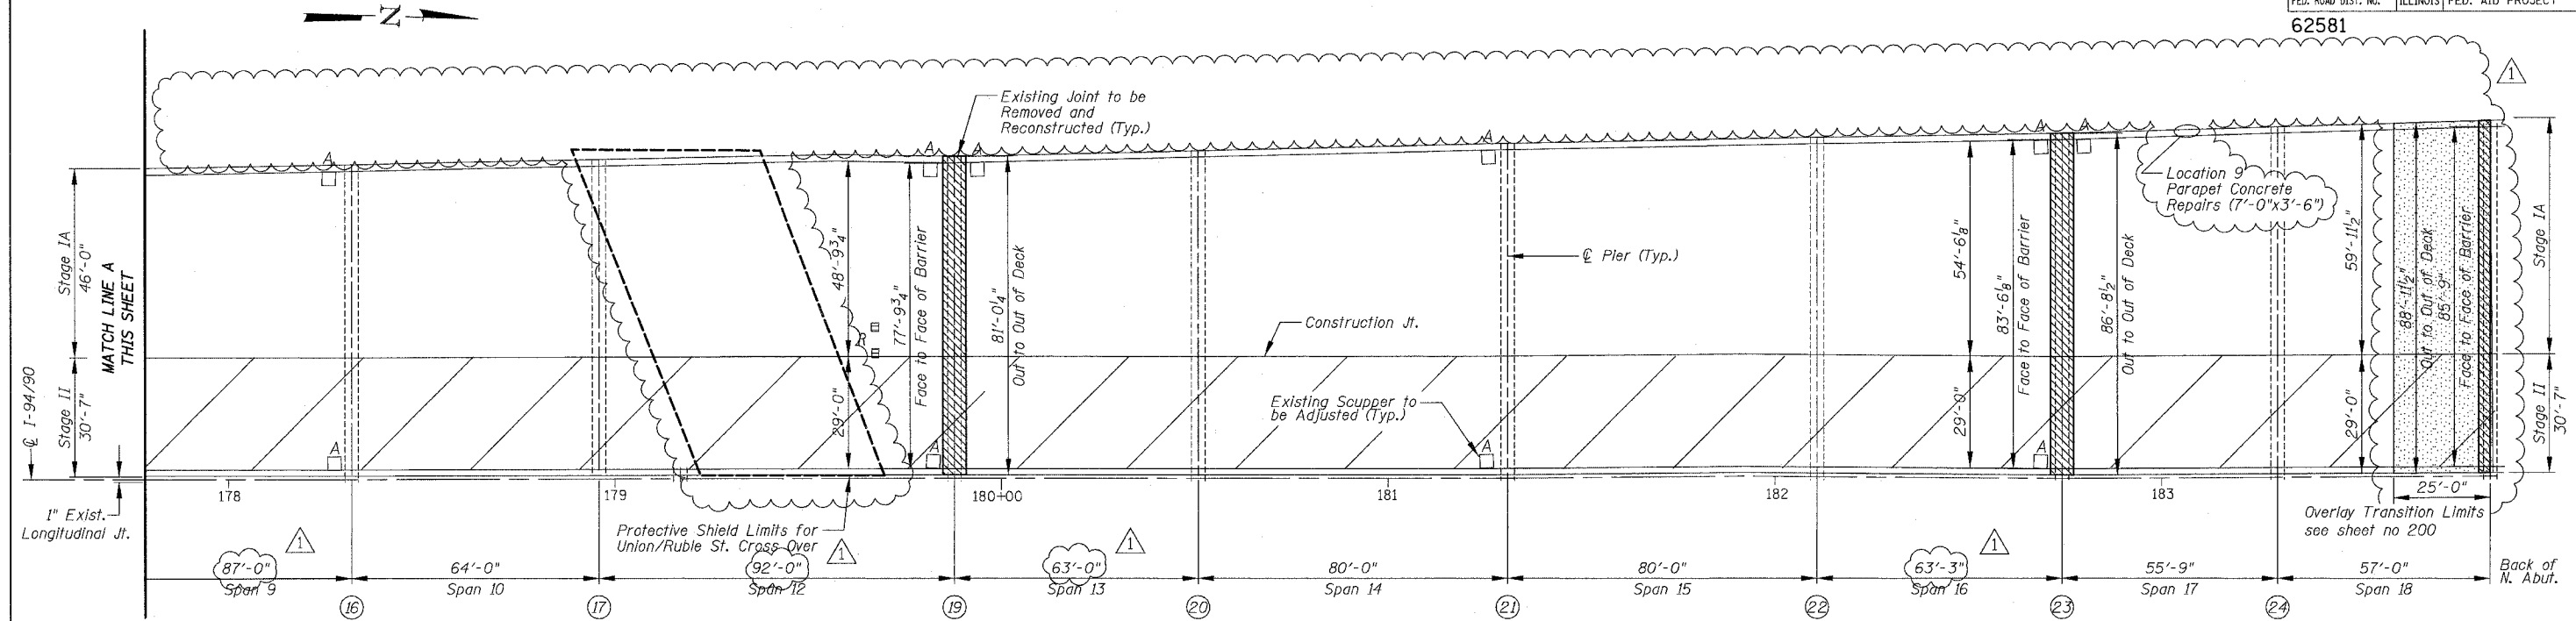 FED. ROAD DIST. NO. ILLINOIS FED. AID PROJECT
62581
N
1
Existing Joint to be
Removed and
Reconstructed (Typ.)
A
A
A
A
A
A
Location 9
Parapet Concrete
Repairs (7'-0"x3'-6")
Stage IA
46'-0"
MATCH LINE A
THIS SHEET
Stage II
30'-7"
℄ I-94/90
48'-9¾"
29'-0"
R
77'-9¾"
Face to Face of Barrier
81'-0¼"
Out to Out of Deck
℄ Pier (Typ.)
Construction Jt.
Existing Scupper to
be Adjusted (Typ.)
54'-6⅛"
29'-0"
83'-6⅛"
Face to Face of Barrier
86'-8½"
Out to Out of Deck
59'-11½"
29'-0"
88'-11½"
Out to Out of Deck
85'-9"
Face to Face of Barrier
Stage IA
Stage II
30'-7"
A
A
A
A
178
179
180+00
181
182
183
25'-0"
1" Exist.
Longitudinal Jt.
Protective Shield Limits for
Union/Ruble St. Cross Over
Overlay Transition Limits
see sheet no 200
1
1
1
1
87'-0"
Span 9
64'-0"
Span 10
92'-0"
Span 12
63'-0"
Span 13
80'-0"
Span 14
80'-0"
Span 15
63'-3"
Span 16
55'-9"
Span 17
57'-0"
Span 18
Back of
N. Abut.
16
17
19
20
21
22
23
24